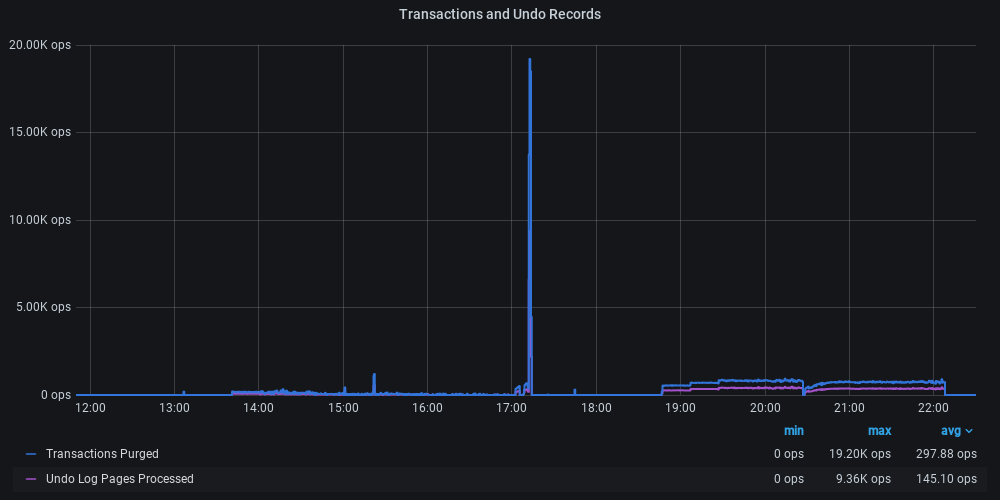 Transactions and Undo Records
20.00K ops
15.00K ops
10.00K ops
5.00K ops
0 ops
12:00 13:00 14:00 15:00 16:00 17:00 18:00 19:00 20:00 21:00 22:00
min max avg
Transactions Purged 0 ops 19.20K ops 297.88 ops
Undo Log Pages Processed 0 ops 9.36K ops 145.10 ops